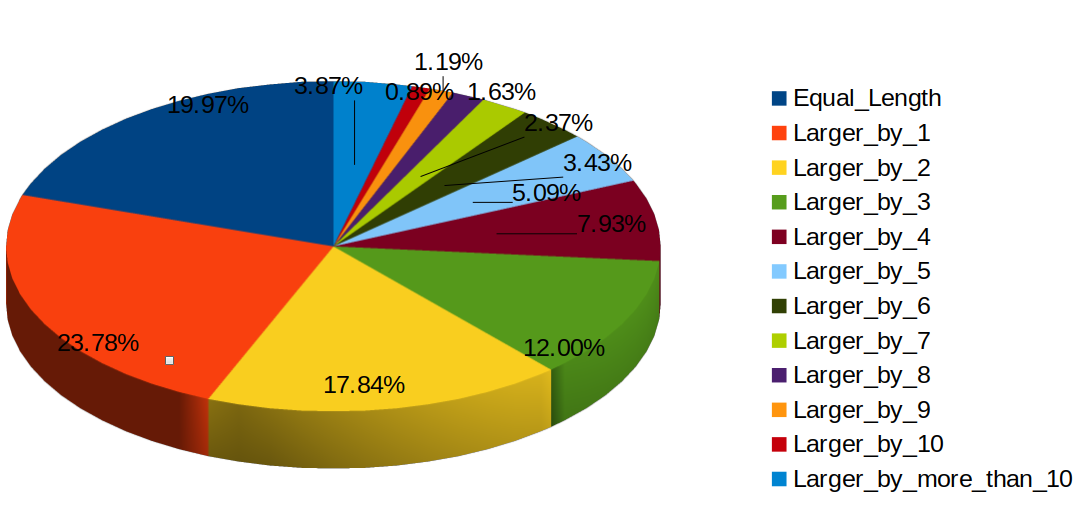 1.19%
3.87%
0.89%
1.63%
19.97%
2.37%
3.43%
5.09%
7.93%
23.78%
12.00%
17.84%
Equal_Length
Larger_by_1
Larger_by_2
Larger_by_3
Larger_by_4
Larger_by_5
Larger_by_6
Larger_by_7
Larger_by_8
Larger_by_9
Larger_by_10
Larger_by_more_than_10